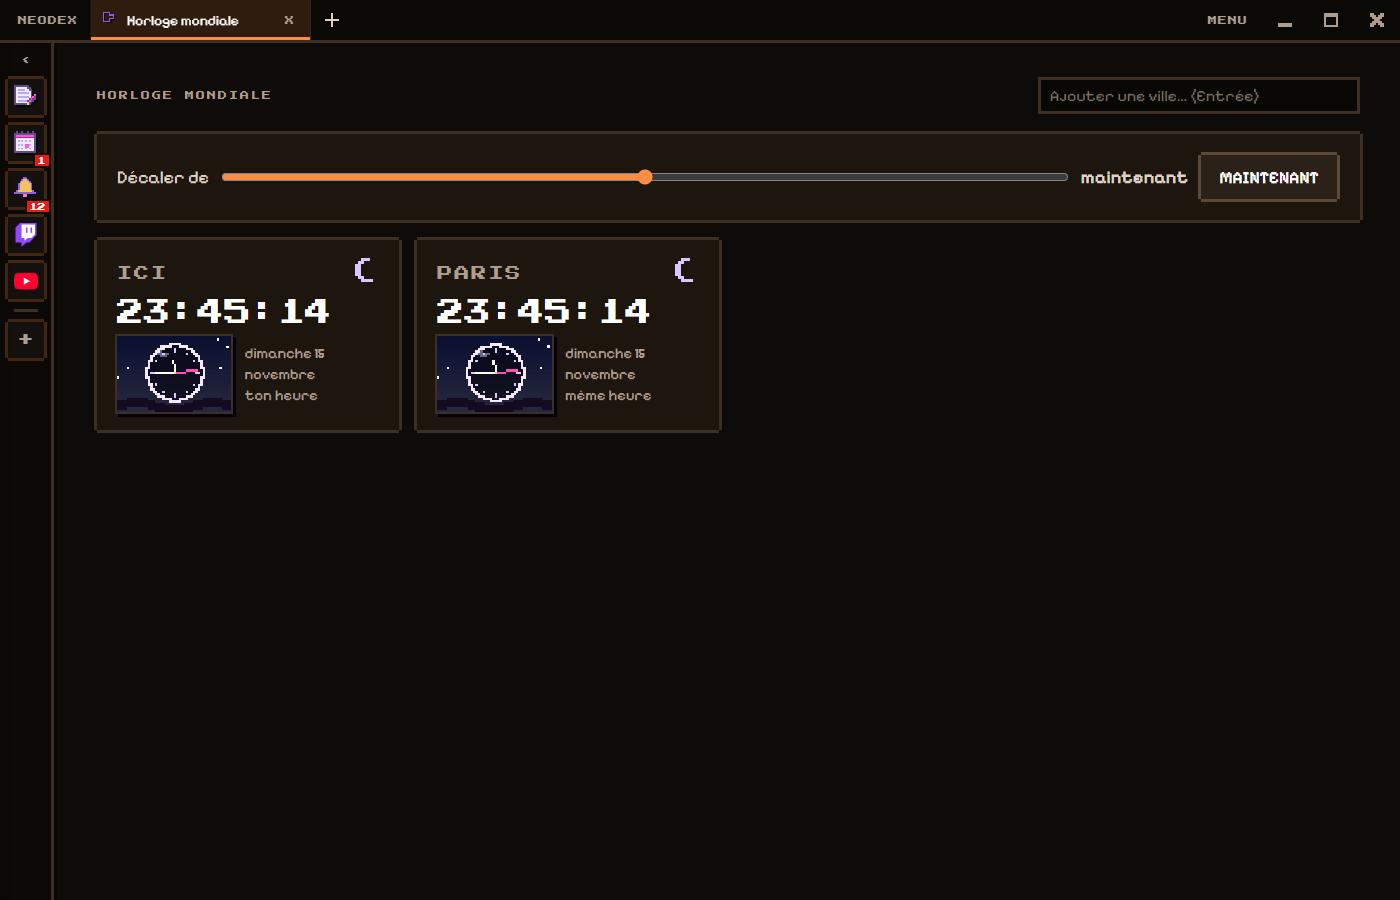 NEODEX
Horloge mondiale
MENU
HORLOGE MONDIALE
Ajouter une ville... (Entrée)
1
12
Décaler de
maintenant
MAINTENANT
ICI
23:45:14
dimanche 15
novembre
ton heure
PARIS
23:45:14
dimanche 15
novembre
même heure